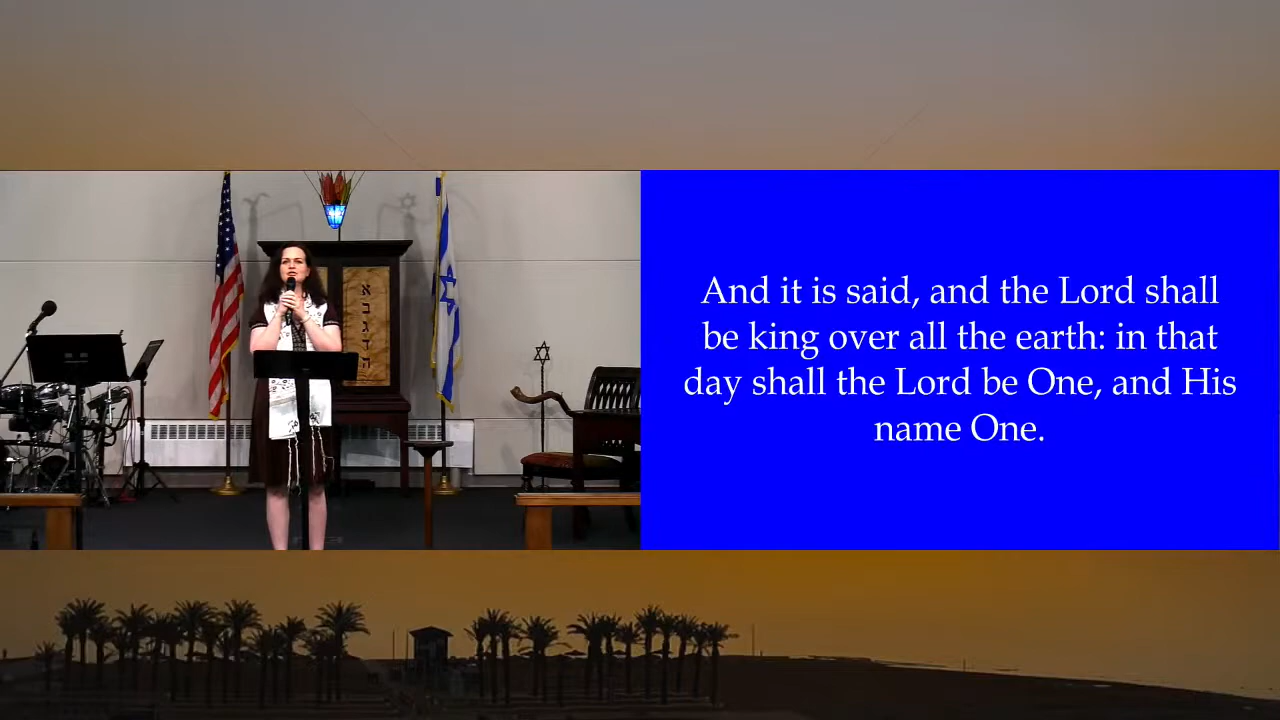 א
ב
ג
ד
ה
And it is said, and the Lord shall
be king over all the earth: in that
day shall the Lord be One, and His
name One.